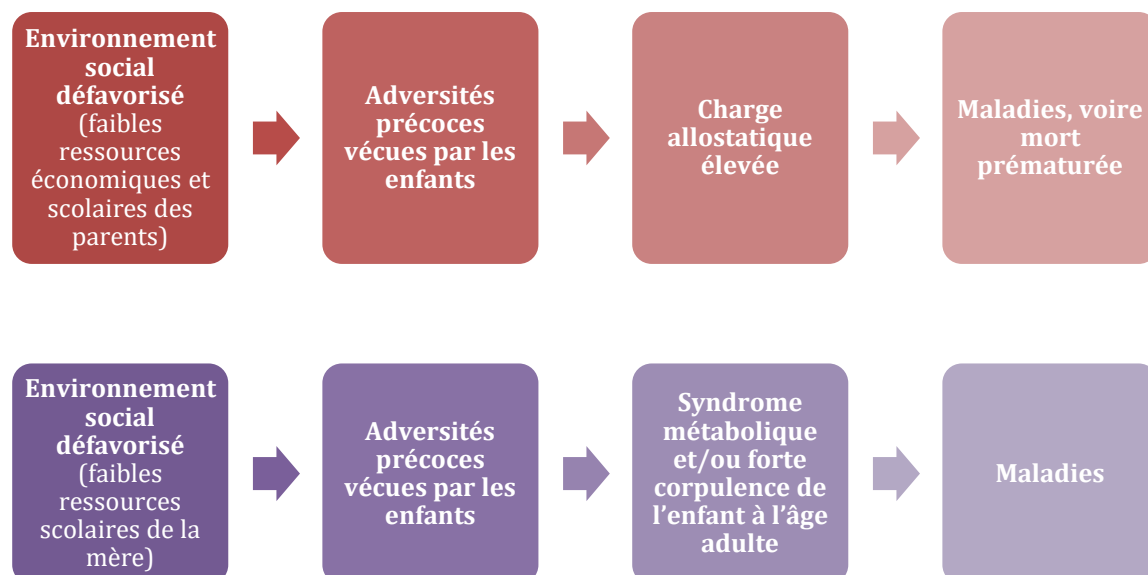 Environnement
social
défavorisé
(faibles
ressources
économiques et
scolaires des
parents)
Adversités
précoces
vécues par les
enfants
Charge
allostatique
élevée
Maladies, voire
mort
prématurée
Environnement
social
défavorisé
(faibles
ressources
scolaires de la
mère)
Adversités
précoces
vécues par les
enfants
Syndrome
métabolique
et/ou forte
corpulence de
l’enfant à l’âge
adulte
Maladies